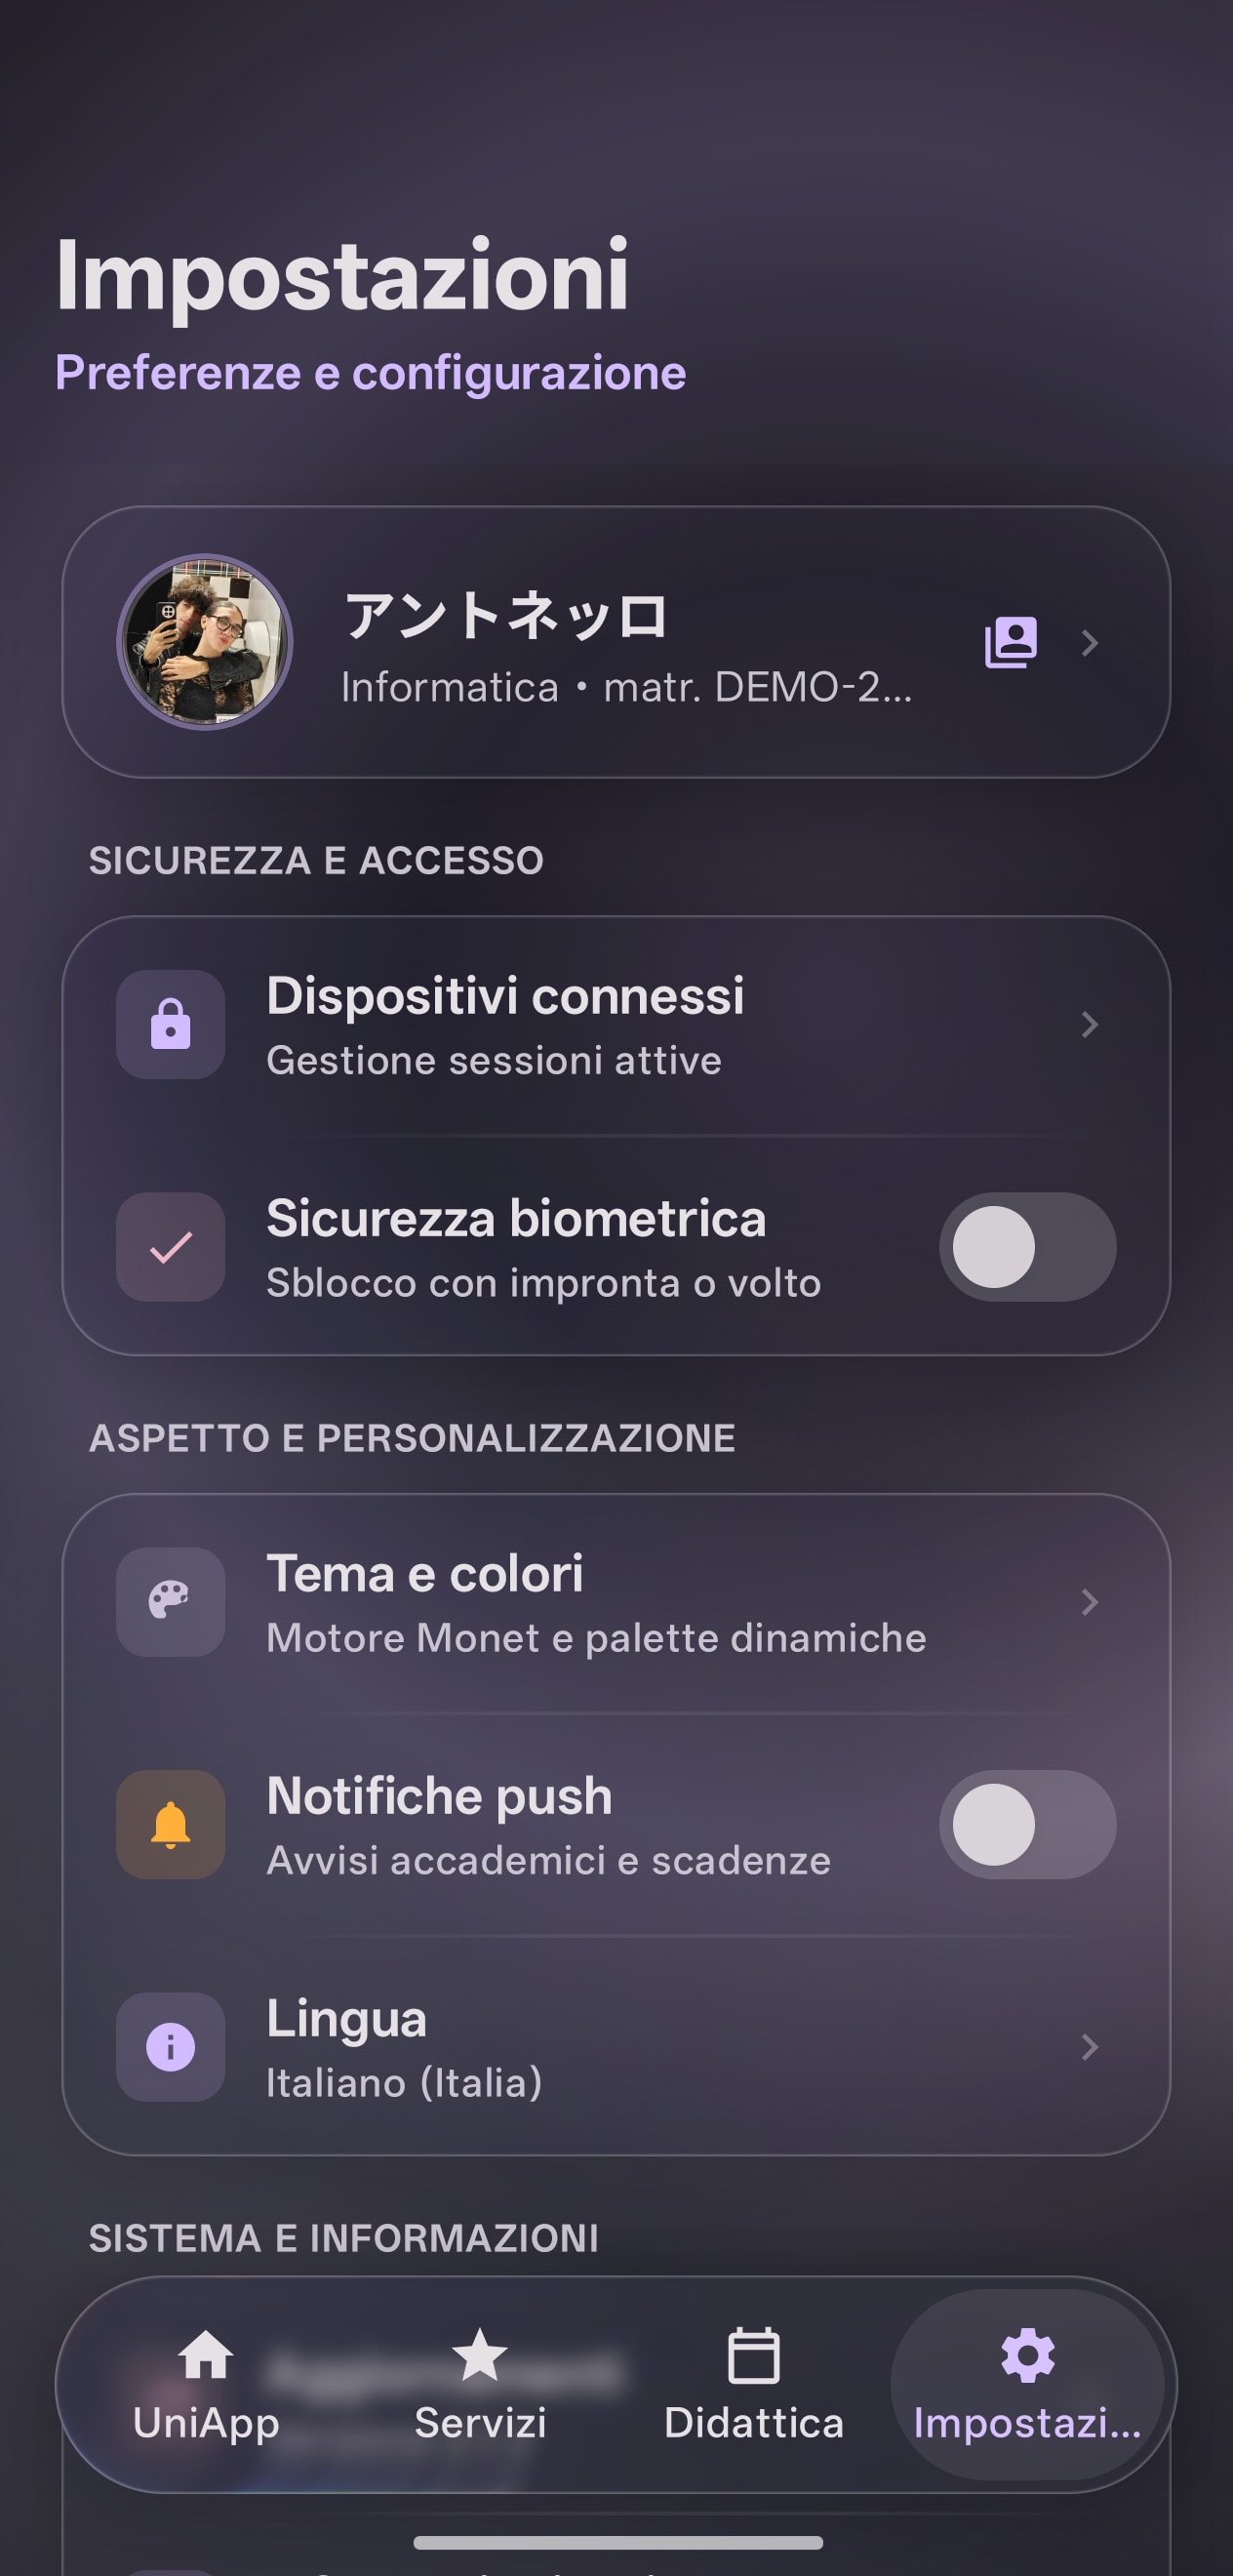 Impostazioni
Preferenze e configurazione
アントネッロ
Informatica • matr. DEMO-2...
SICUREZZA E ACCESSO
Dispositivi connessi
Gestione sessioni attive
Sicurezza biometrica
Sblocco con impronta o volto
ASPETTO E PERSONALIZZAZIONE
Tema e colori
Motore Monet e palette dinamiche
Notifiche push
Avvisi accademici e scadenze
Lingua
Italiano (Italia)
SISTEMA E INFORMAZIONI
UniApp
Servizi
Didattica
Impostazi...